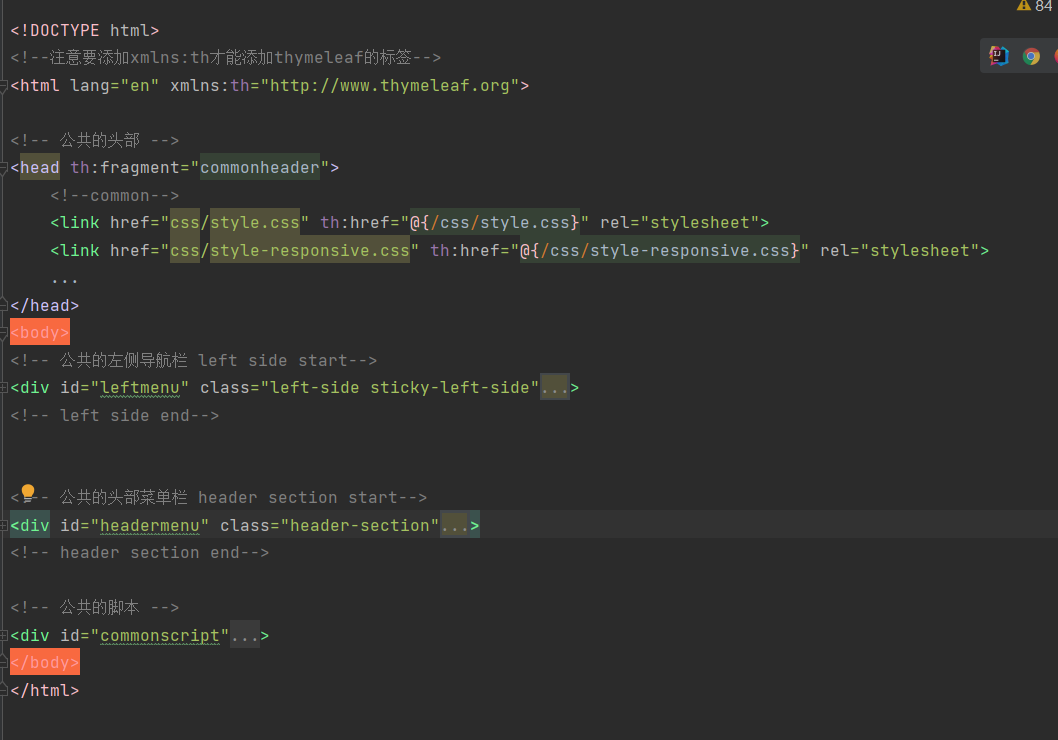 84
<!DOCTYPE html>
<!--注意要添加xmlns:th才能添加thymeleaf的标签-->
<html lang="en" xmlns:th="http://www.thymeleaf.org">
<!-- 公共的头部 -->
<head th:fragment="commonheader">
<!--common-->
<link href="css/style.css" th:href="@{/css/style.css}" rel="stylesheet">
<link href="css/style-responsive.css" th:href="@{/css/style-responsive.css}" rel="stylesheet">
...
</head>
<body>
<!-- 公共的左侧导航栏 left side start-->
<div id="leftmenu" class="left-side sticky-left-side"...>
<!-- left side end-->
<!-- 公共的头部菜单栏 header section start-->
<div id="headermenu" class="header-section"...>
<!-- header section end-->
<!-- 公共的脚本 -->
<div id="commonscript"...>
</body>
</html>